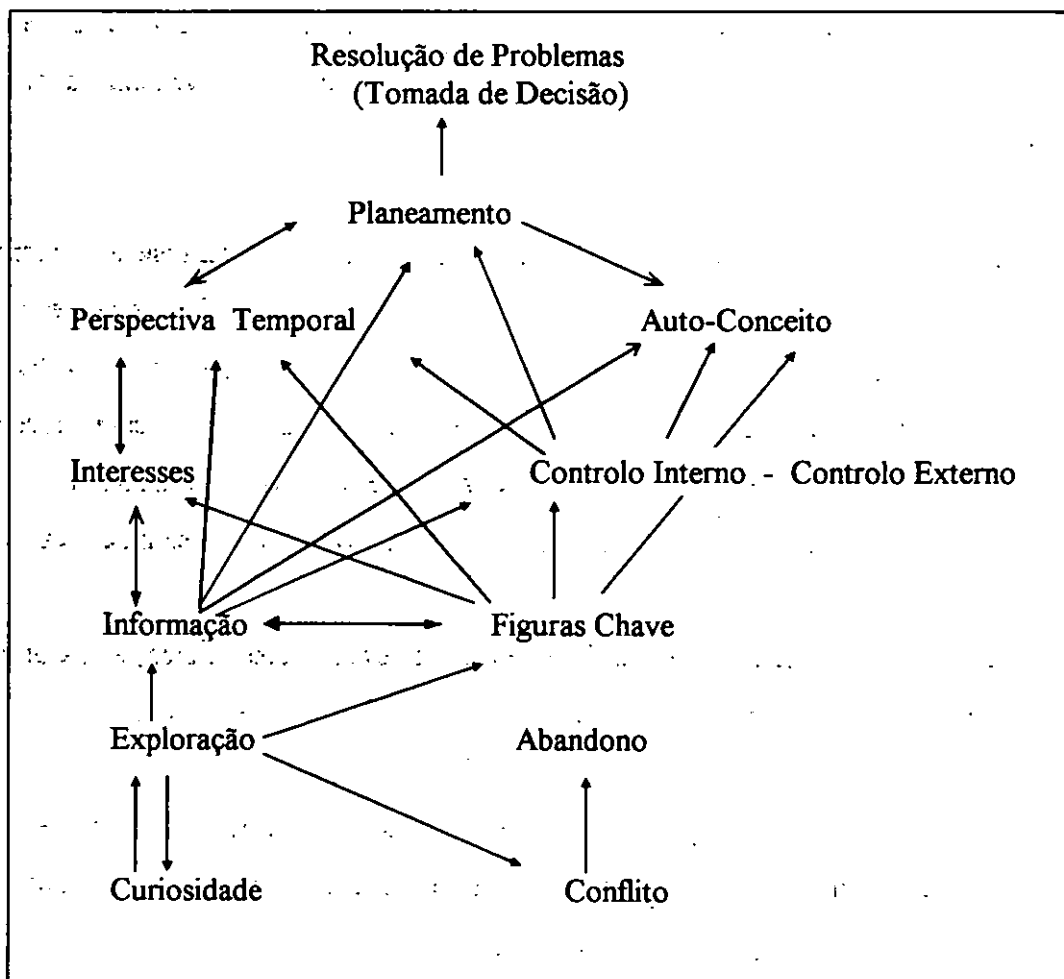 Resolução de Problemas
(Tomada de Decisão)
Planeamento
Perspectiva Temporal
Auto-Conceito
Interesses
Controlo Interno - Controlo Externo
Informação
Figuras Chave
Exploração
Abandono
Curiosidade
Conflito